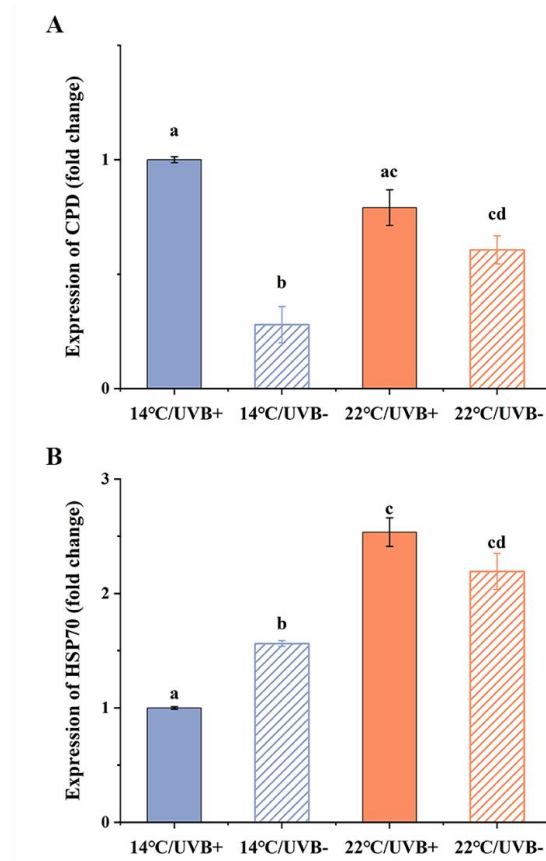 A
Expression of CPD (fold change)
1
0
a
b
ac
cd
14°C/UVB+ 14°C/UVB- 22°C/UVB+ 22°C/UVB-
B
Expression of HSP70 (fold change)
3
2
1
0
a
b
c
cd
14°C/UVB+ 14°C/UVB- 22°C/UVB+ 22°C/UVB-